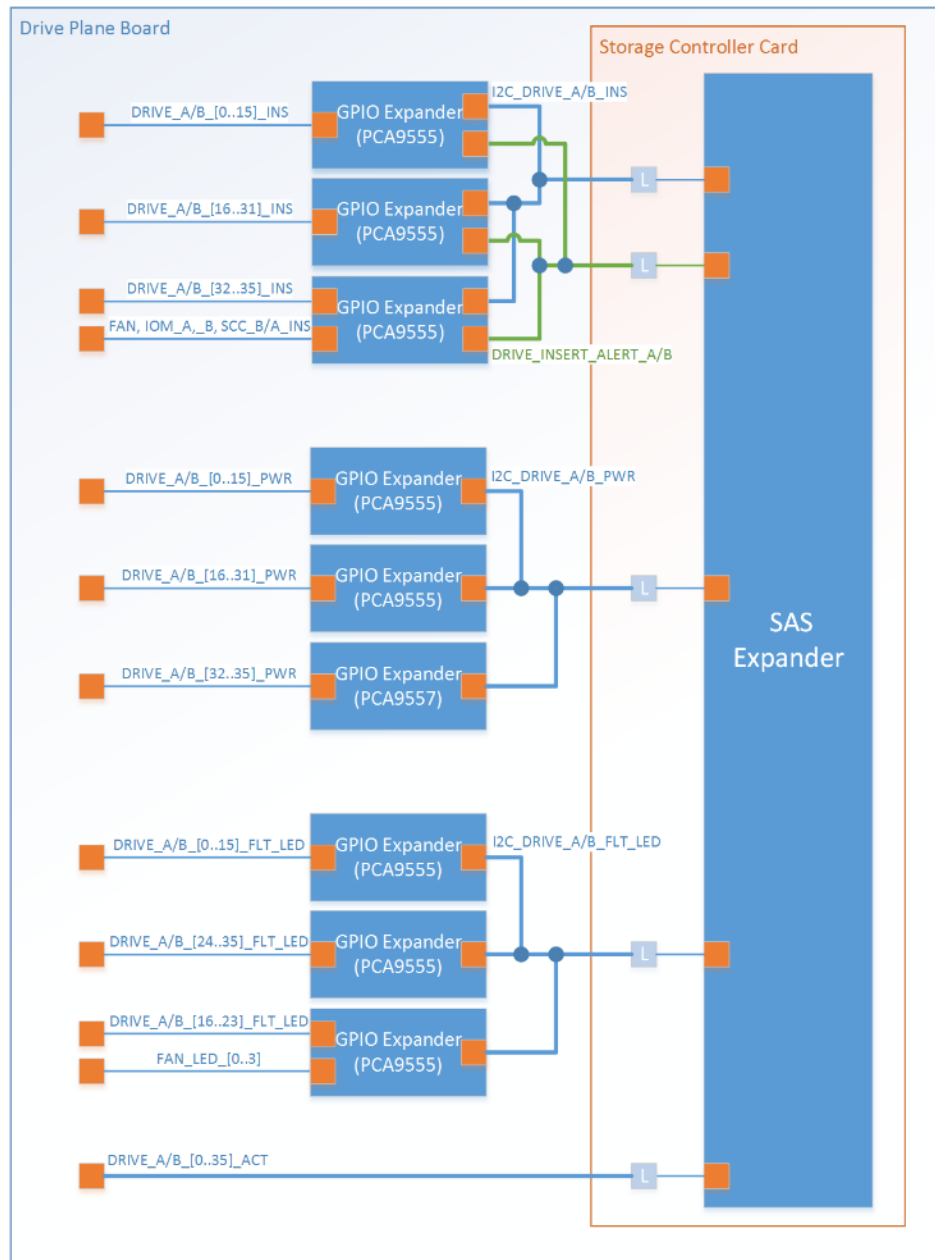 Drive Plane Board
Storage Controller Card
DRIVE_A/B_[0..15]_INS
GPIO Expander
(PCA9555)
I2C_DRIVE_A/B_INS
L
DRIVE_A/B_[16..31]_INS
GPIO Expander
(PCA9555)
L
DRIVE_A/B_[32..35]_INS
FAN, IOM_A,_B, SCC_B/A_INS
GPIO Expander
(PCA9555)
DRIVE_INSERT_ALERT_A/B
DRIVE_A/B_[0..15]_PWR
GPIO Expander
(PCA9555)
I2C_DRIVE_A/B_PWR
DRIVE_A/B_[16..31]_PWR
GPIO Expander
(PCA9555)
L
SAS
Expander
DRIVE_A/B_[32..35]_PWR
GPIO Expander
(PCA9557)
DRIVE_A/B_[0..15]_FLT_LED
GPIO Expander
(PCA9555)
I2C_DRIVE_A/B_FLT_LED
DRIVE_A/B_[24..35]_FLT_LED
GPIO Expander
(PCA9555)
L
DRIVE_A/B_[16..23]_FLT_LED
FAN_LED_[0..3]
GPIO Expander
(PCA9555)
DRIVE_A/B_[0..35]_ACT
L